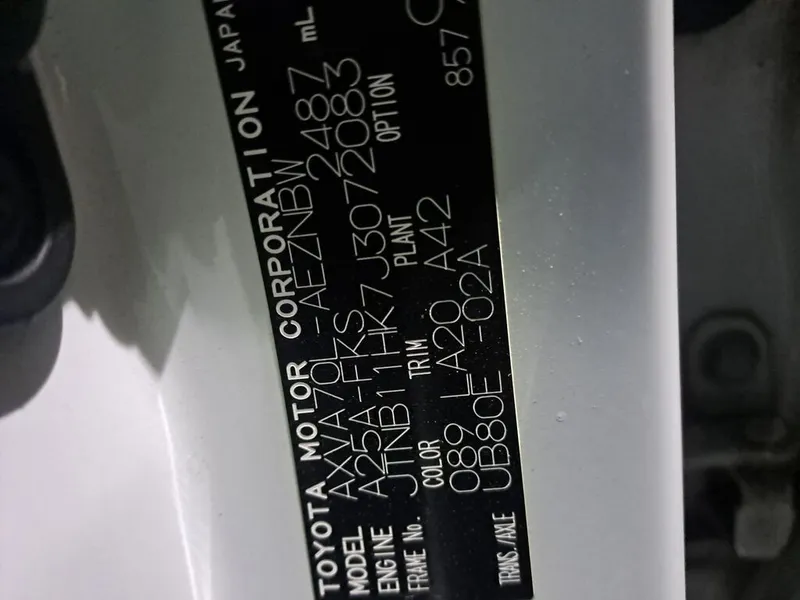 TOYOTA MOTOR CORPORATION JAPAN
MODEL AXVA70L-AEZNBW
ENGINE A25A-FKS 2487 mL
FRAME No. JTNB11HK7J3072083
COLOR TRIM PLANT OPTION
089 LA20 A42 857
TRANS./AXLE UB80E -02A